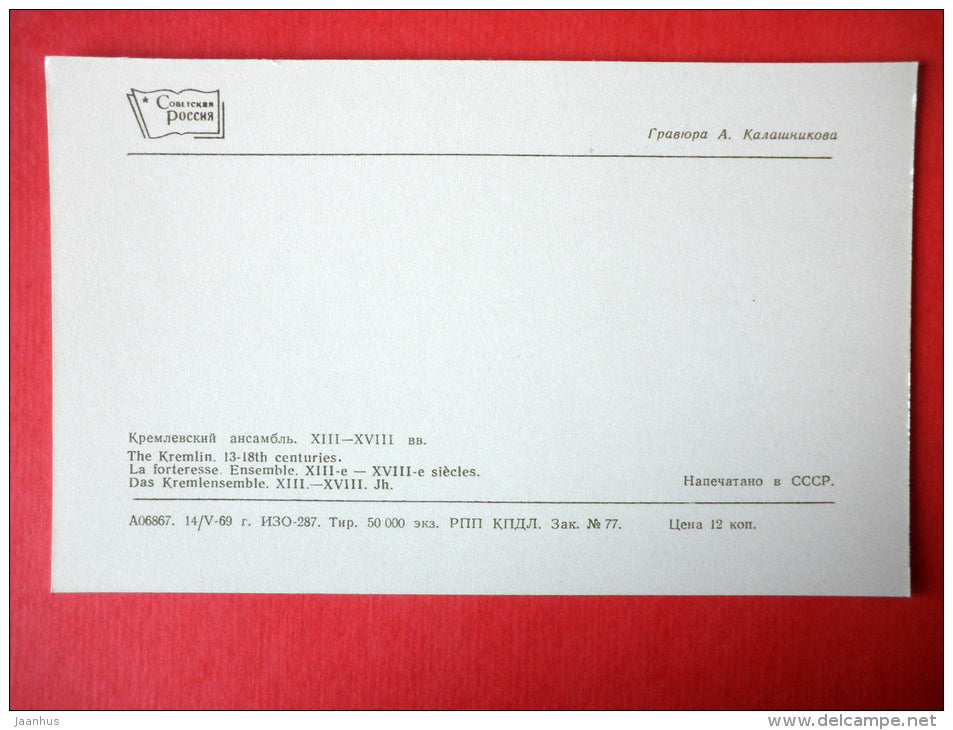 Советская
Россия
Гравюра А. Калашникова
Кремлевский ансамбль. XIII—XVIII вв.
The Kremlin. 13-18th centuries.
La forteresse. Ensemble. XIII-e — XVIII-e siècles.
Das Kremlensemble. XIII.—XVIII. Jh.
Напечатано в СССР.
А06867. 14/V-69 г. ИЗО-287. Тир. 50 000 экз. РПП КПДЛ. Зак. № 77. Цена 12 коп.
jaanhus
www.delcampe.net